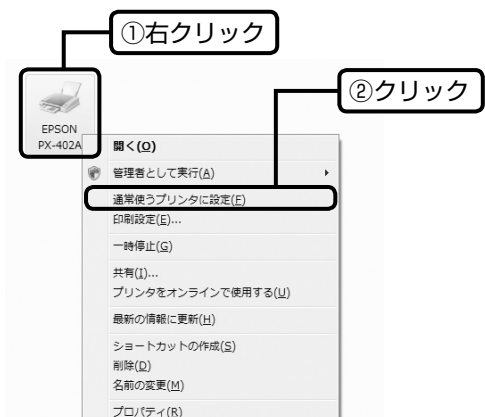 ①右クリック
②クリック
EPSON
PX-402A
開く(O)
管理者として実行(A)
通常使うプリンタに設定(F)
印刷設定(E)...
一時停止(G)
共有(I)...
プリンタをオンラインで使用する(U)
最新の情報に更新(H)
ショートカットの作成(S)
削除(D)
名前の変更(M)
プロパティ(R)